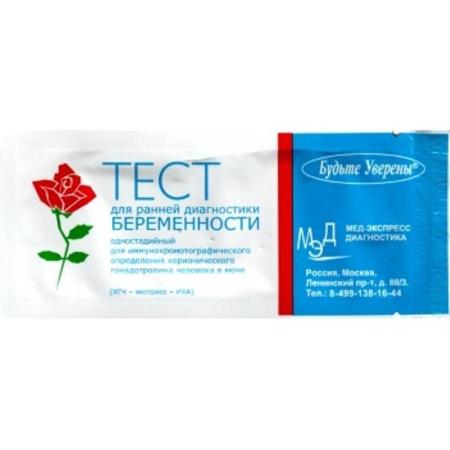 ТЕСТ
для ранней диагностики
БЕРЕМЕННОСТИ
одностадийный
для иммунохромотографического
определения хорионического
гонадотропина человека в моче
(ХГЧ – экспресс – ИХА)
Будьте Уверены®
МЭД
МЕД-ЭКСПРЕСС
ДИАГНОСТИКА
Россия, Москва.
Ленинский пр-т, д. 88/3.
Тел.: 8-499-138-16-44